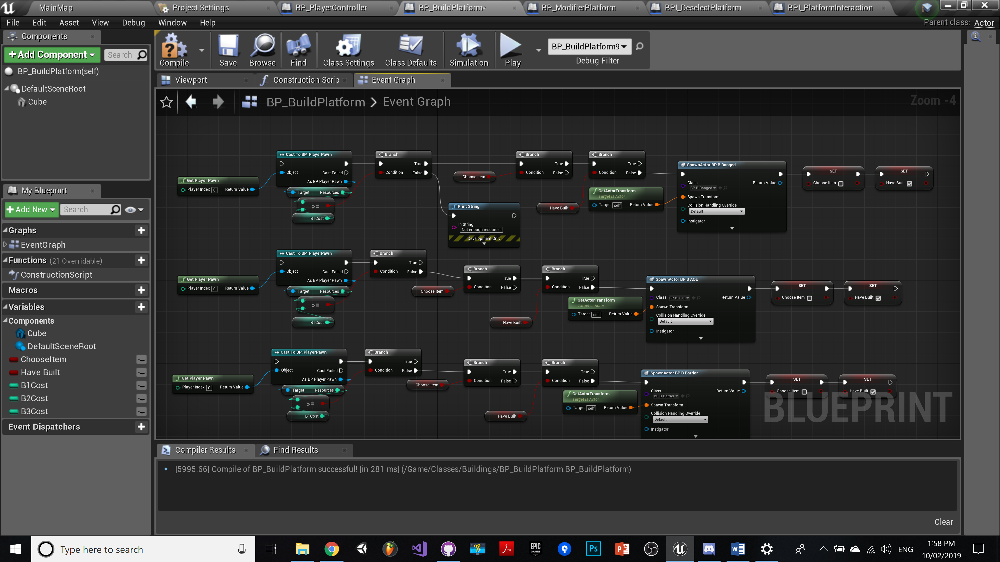 MainMap
Project Settings
BP_PlayerController
BP_BuildPlatform*
BP_ModifierPlatform
BPI_DeselectPlatform
BPI_PlatformInteraction
File Edit Asset View Debug Window Help
Parent class: Actor
Components
+Add Component
Search
BP_BuildPlatform(self)
DefaultSceneRoot
Cube
Compile
Save
Browse
Find
Class Settings
Class Defaults
Simulation
Play
BP_BuildPlatform9
Debug Filter
Viewport
Construction Scrip
Event Graph
BP_BuildPlatform > Event Graph
Zoom -4
My Blueprint
+Add New
Search
Graphs
EventGraph
Functions (21 Overridable)
ConstructionScript
Macros
Variables
Components
Cube
DefaultSceneRoot
ChooseItem
Have Built
B1Cost
B2Cost
B3Cost
Event Dispatchers
Get Player Pawn
Player Index 0 Return Value
Cast To BP_PlayerPawn
Object
Cast Failed
As BP Player Pawn
Target Resources
>=
B1Cost
Branch
True
Condition False
Print String
In String
Not enough resources
Development Only
Choose Item
Branch
True
Condition False
Have Built
Branch
True
Condition False
GetActorTransform
Target is Actor
Target self Return Value
SpawnActor BP B Ranged
Class
BP B Ranged
Return Value
Spawn Transform
Collision Handling Override
Default
Instigator
SET
Choose Item
SET
Have Built
Get Player Pawn
Player Index 0 Return Value
Cast To BP_PlayerPawn
Object
Cast Failed
As BP Player Pawn
Target Resources
>=
B1Cost
Branch
True
Condition False
Choose Item
Branch
True
Condition False
Have Built
Branch
True
Condition False
GetActorTransform
Target is Actor
Target self Return Value
SpawnActor BP B AOE
Class BP B AOE Return Value
Spawn Transform
Collision Handling Override
Default
Instigator
SET
Choose Item
SET
Have Built
Get Player Pawn
Player Index 0 Return Value
Cast To BP_PlayerPawn
Object
Cast Failed
As BP Player Pawn
Target Resources
>=
B1Cost
Branch
True
Condition False
Choose Item
Branch
True
Condition False
Have Built
Branch
True
Condition False
GetActorTransform
Target is Actor
Target self Return Value
SpawnActor BP B Barrier
Class
BP B Barrier
Return Value
Spawn Transform
Collision Handling Override
Default
Instigator
SET
Choose Item
SET
Have Built
BLUEPRINT
Compiler Results
Find Results
[5995.66] Compile of BP_BuildPlatform successful! [in 281 ms] (/Game/Classes/Buildings/BP_BuildPlatform.BP_BuildPlatform)
Clear
Type here to search
EPIC GAMES
Ps
ENG
1:58 PM
10/02/2019